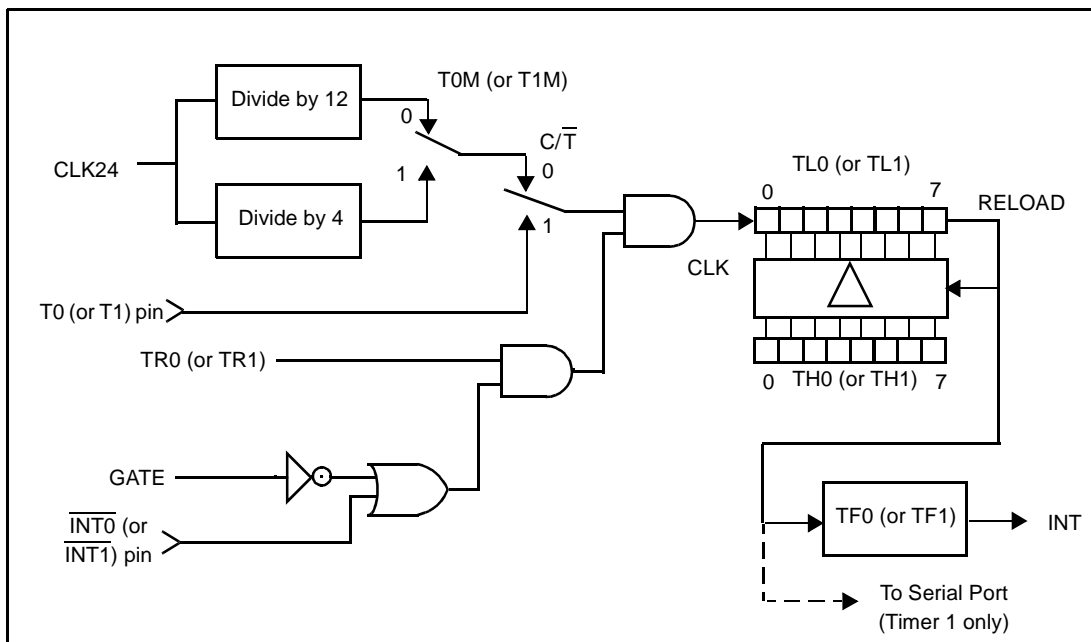 Divide by 12
T0M (or T1M)
0
C/T̅
0
CLK24
1
TL0 (or TL1)
0
7
RELOAD
Divide by 4
1
CLK
T0 (or T1) pin
TR0 (or TR1)
0
TH0 (or TH1)
7
GATE
I̅N̅T̅0̅ (or
I̅N̅T̅1̅) pin
TF0 (or TF1)
INT
To Serial Port
(Timer 1 only)